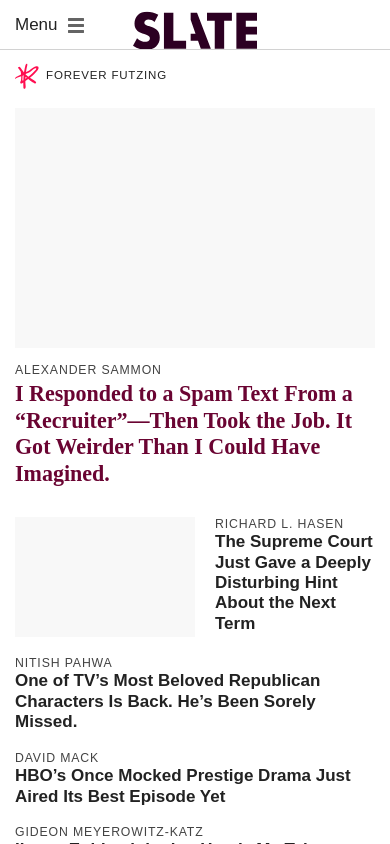 Menu
SLATE
FOREVER FUTZING
ALEXANDER SAMMON
I Responded to a Spam Text From a
“Recruiter”—Then Took the Job. It
Got Weirder Than I Could Have
Imagined.
RICHARD L. HASEN
The Supreme Court
Just Gave a Deeply
Disturbing Hint
About the Next
Term
NITISH PAHWA
One of TV’s Most Beloved Republican
Characters Is Back. He’s Been Sorely
Missed.
DAVID MACK
HBO’s Once Mocked Prestige Drama Just
Aired Its Best Episode Yet
GIDEON MEYEROWITZ-KATZ